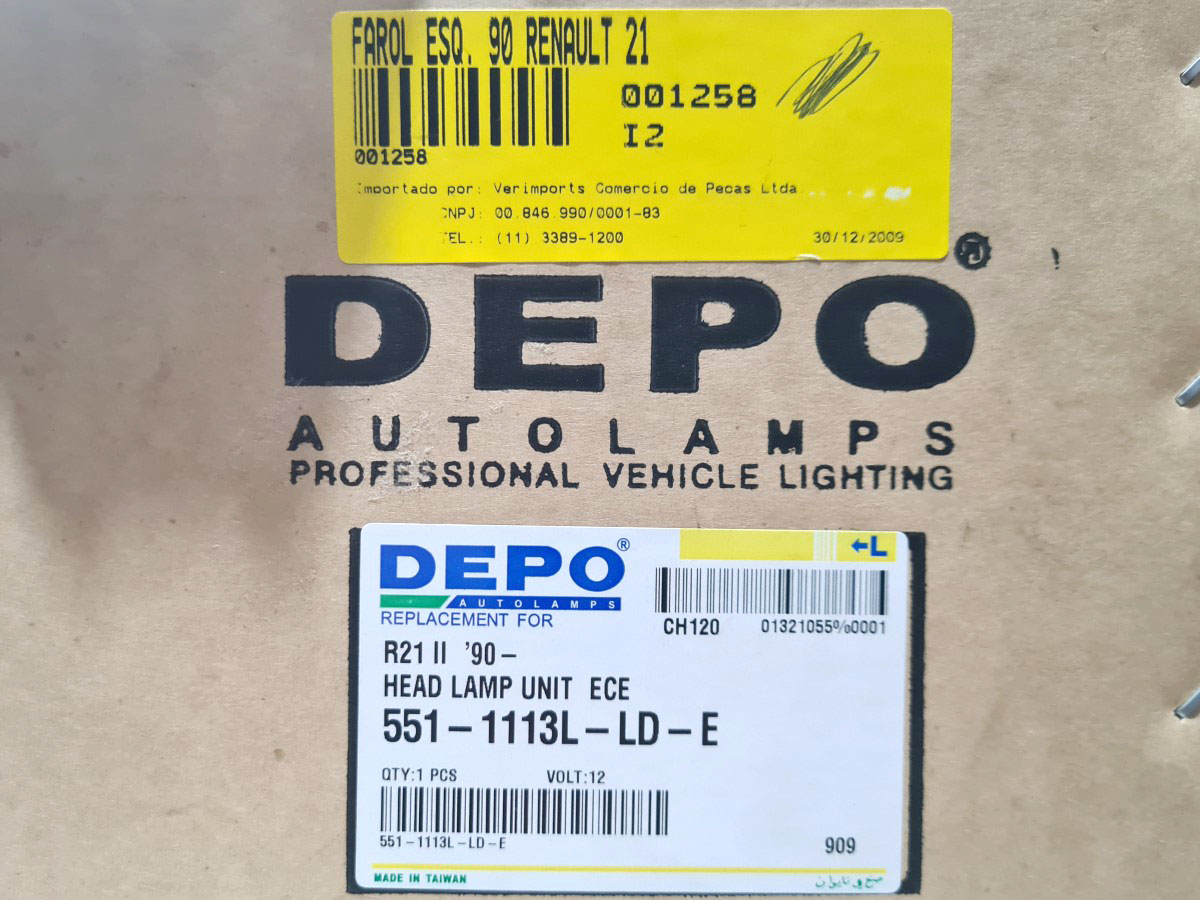 FAROL ESQ. 90 RENAULT 21
001258
I2
001258
Importado por: Verimports Comercio de Pecas Ltda.
CNPJ: 00.846.990/0001-83
TEL.: (11) 3389-1200
30/12/2009
DEPO®
AUTOLAMPS
PROFESSIONAL VEHICLE LIGHTING
DEPO®
AUTOLAMPS
REPLACEMENT FOR
←L
CH120 01321055%0001
R21 II '90–
HEAD LAMP UNIT ECE
551–1113L–LD–E
QTY:1 PCS VOLT:12
551-1113L-LD-E
909
MADE IN TAIWAN